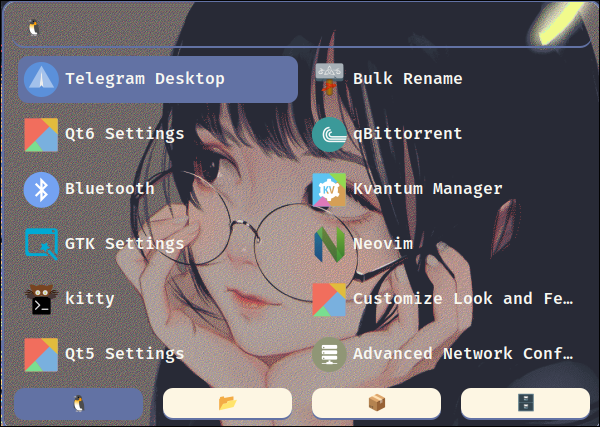 Telegram Desktop
Bulk Rename
Qt6 Settings
qBittorrent
Bluetooth
Kvantum Manager
KV
GTK Settings
Neovim
kitty
Customize Look and Fe…
Qt5 Settings
Advanced Network Conf…